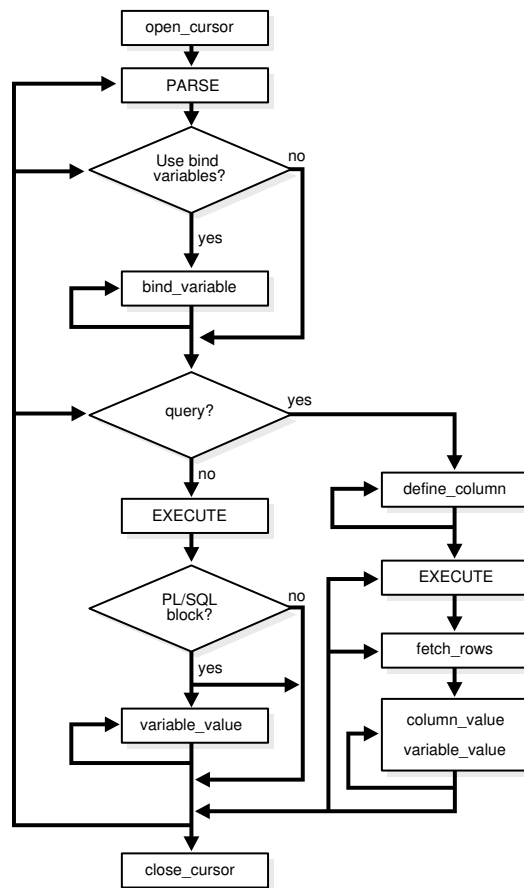 open_cursor
PARSE
Use bind
variables?
no
yes
bind_variable
query?
yes
no
define_column
EXECUTE
EXECUTE
PL/SQL
block?
no
yes
fetch_rows
variable_value
column_value
variable_value
close_cursor